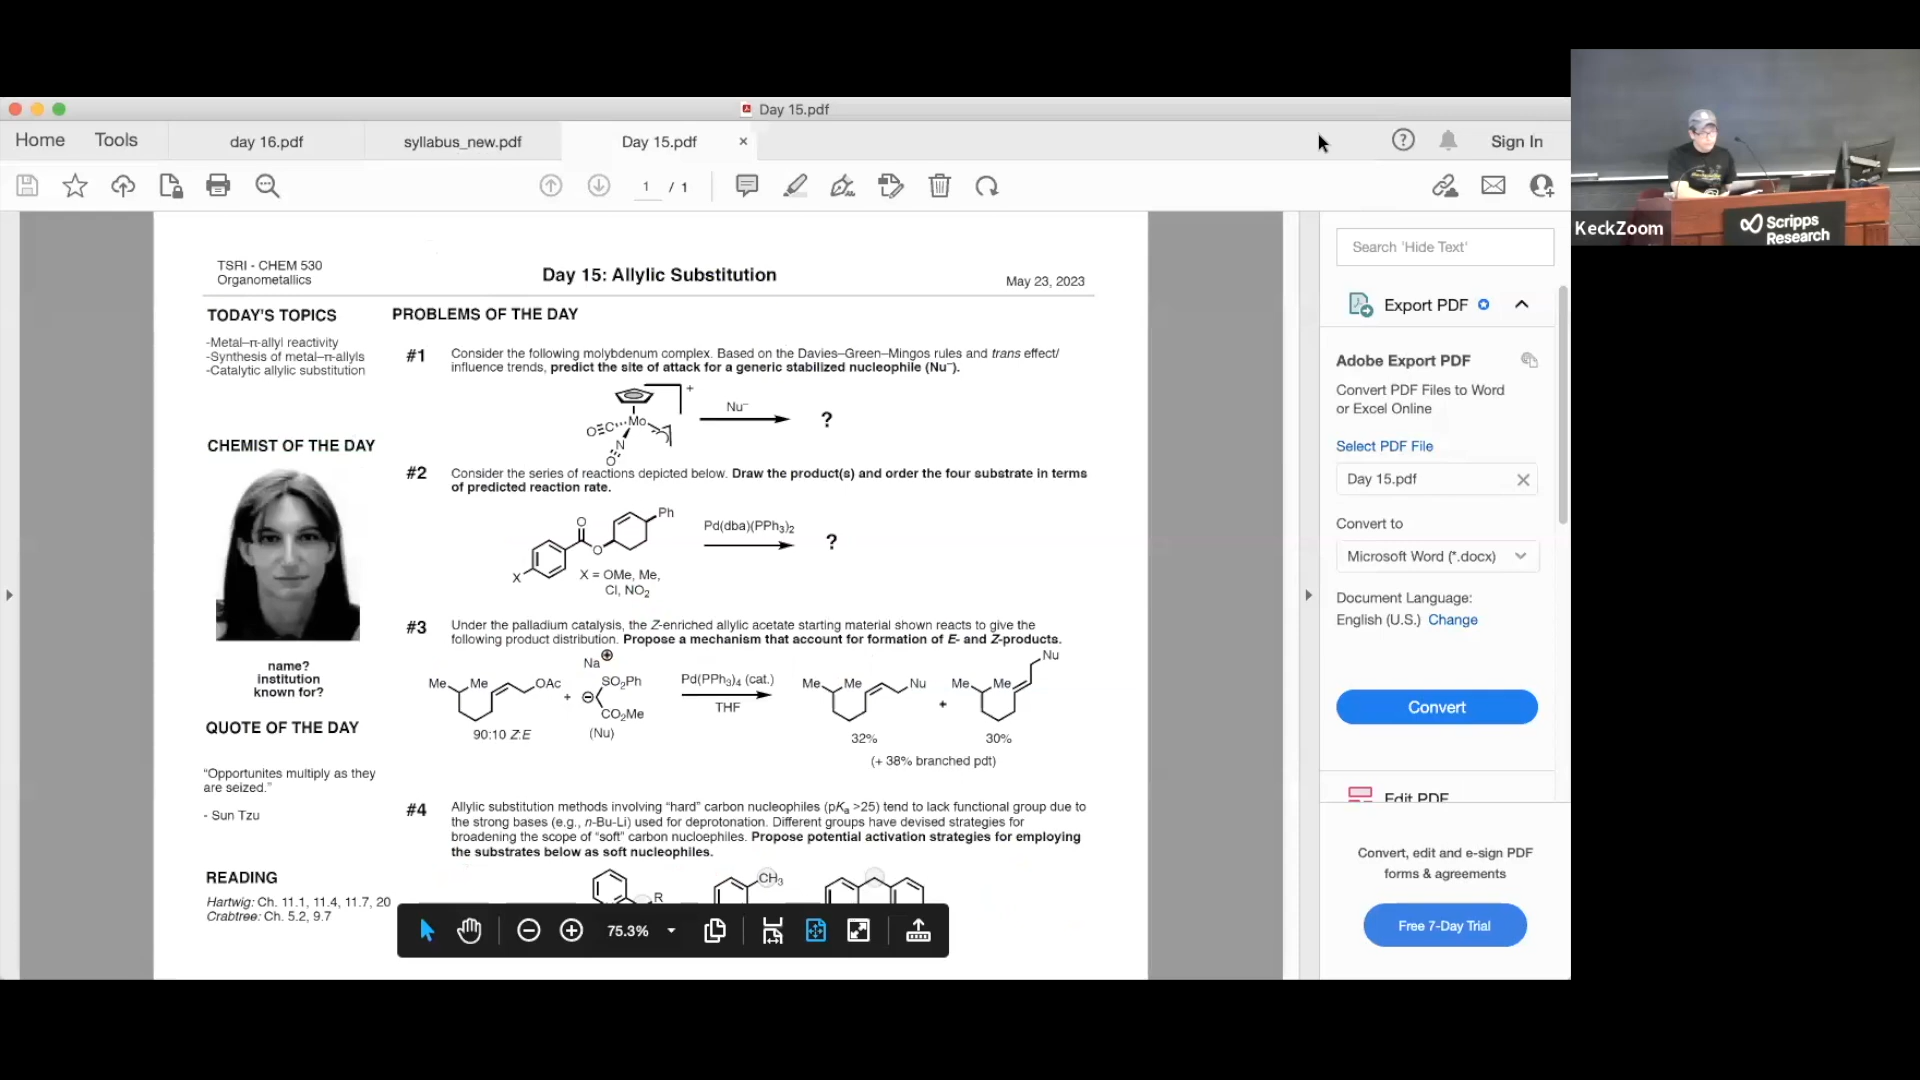 Day 15.pdf
Home
Tools
day 16.pdf
syllabus_new.pdf
Day 15.pdf
×
Sign In
1 / 1
TSRI - CHEM 530
Organometallics
Day 15: Allylic Substitution
May 23, 2023
TODAY'S TOPICS
-Metal–π-allyl reactivity
-Synthesis of metal–π-allyls
-Catalytic allylic substitution
CHEMIST OF THE DAY
name?
institution
known for?
QUOTE OF THE DAY
“Opportunites multiply as they
are seized.”
- Sun Tzu
READING
Hartwig: Ch. 11.1, 11.4, 11.7, 20
Crabtree: Ch. 5.2, 9.7
PROBLEMS OF THE DAY
#1
Consider the following molybdenum complex. Based on the Davies–Green–Mingos rules and trans effect/
influence trends, predict the site of attack for a generic stabilized nucleophile (Nu⁻).
+
O≡C
Mo
N
O
Nu⁻
?
#2
Consider the series of reactions depicted below. Draw the product(s) and order the four substrate in terms
of predicted reaction rate.
O
O
Ph
X
X = OMe, Me,
Cl, NO₂
Pd(dba)(PPh₃)₂
?
#3
Under the palladium catalysis, the Z-enriched allylic acetate starting material shown reacts to give the
following product distribution. Propose a mechanism that account for formation of E- and Z-products.
Me Me OAc
90:10 Z:E
+
Na⊕
SO₂Ph
⊖
CO₂Me
(Nu)
Pd(PPh₃)₄ (cat.)
THF
Me Me Nu
32%
+
Me Me Nu
30%
(+ 38% branched pdt)
#4
Allylic substitution methods involving “hard” carbon nucleophiles (pKₐ >25) tend to lack functional group due to
the strong bases (e.g., n-Bu-Li) used for deprotonation. Different groups have devised strategies for
broadening the scope of “soft” carbon nucloephiles. Propose potential activation strategies for employing
the substrates below as soft nucleophiles.
R
CH₃
75.3%
Search 'Hide Text'
Export PDF
Adobe Export PDF
Convert PDF Files to Word
or Excel Online
Select PDF File
Day 15.pdf
Convert to
Microsoft Word (*.docx)
Document Language:
English (U.S.) Change
Convert
Edit PDF
Convert, edit and e-sign PDF
forms & agreements
Free 7-Day Trial
KeckZoom
Scripps
Research